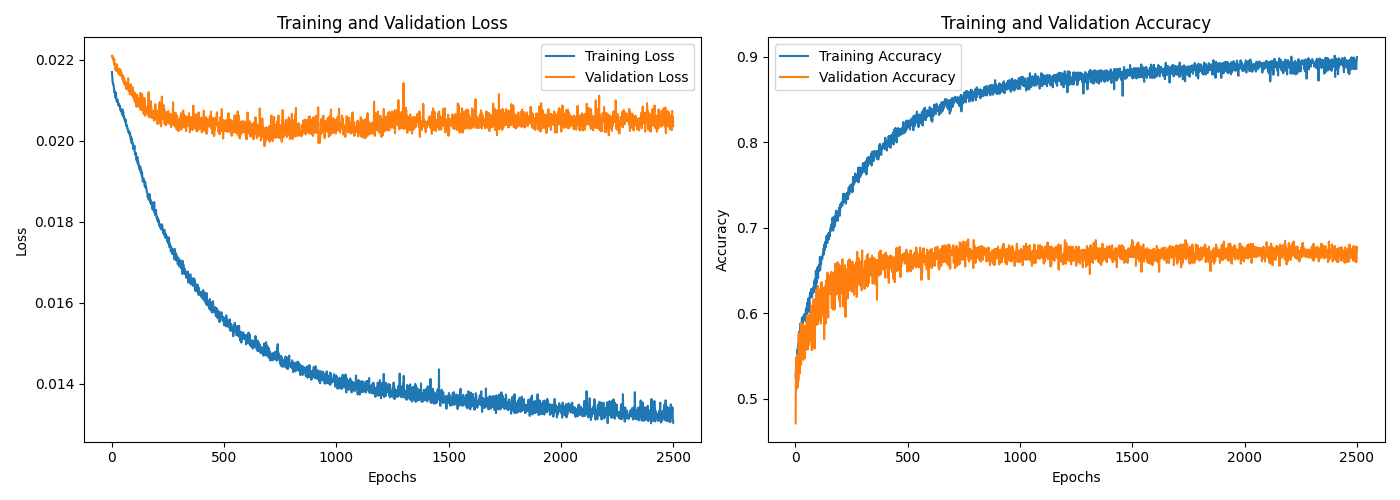 Training and Validation Loss
0.022
0.020
0.018
0.016
0.014
Loss
0
500
1000
1500
2000
2500
Epochs
Training Loss
Validation Loss
Training and Validation Accuracy
0.9
0.8
0.7
0.6
0.5
Accuracy
0
500
1000
1500
2000
2500
Epochs
Training Accuracy
Validation Accuracy